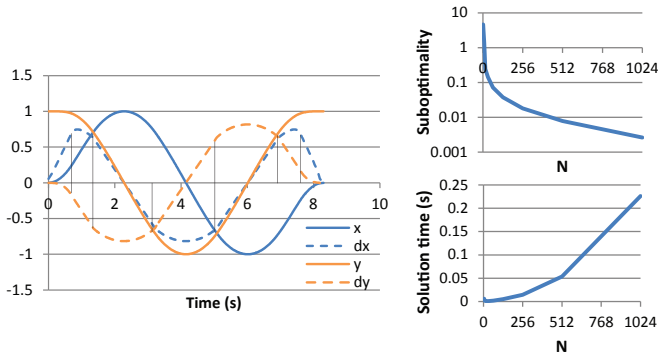 1.5
1
0.5
0
-0.5
-1
-1.5
0 2 4 6 8 10
Time (s)
x
dx
y
dy
10
1
0.1
0.01
0.001
0 256 512 768 1024
Suboptimality
N
0.25
0.2
0.15
0.1
0.05
0
0 256 512 768 1024
Solution time (s)
N